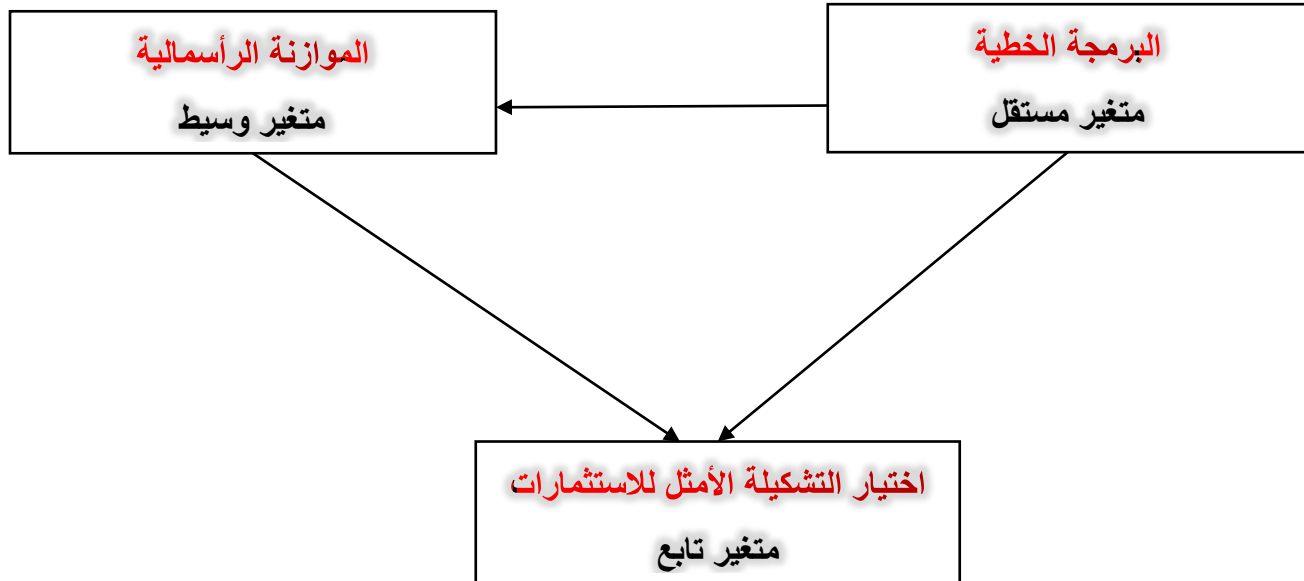 البرمجة الخطية
متغير مستقل
الموازنة الرأسمالية
متغير وسيط
اختيار التشكيلة الأمثل للاستثمارات
متغير تابع